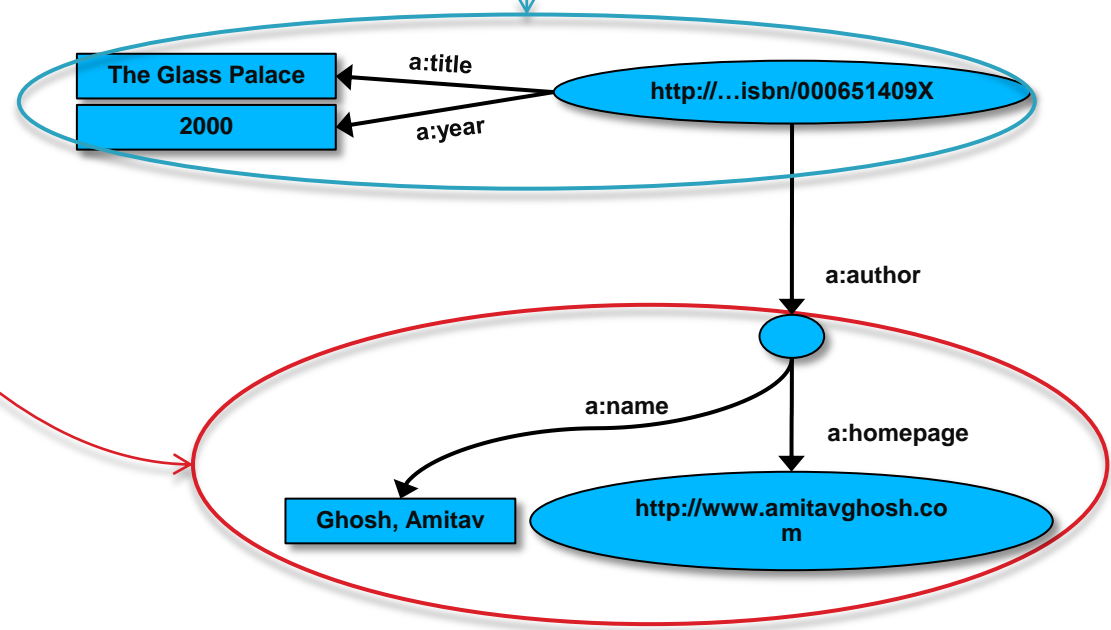 a:title
The Glass Palace
http://…isbn/000651409X
2000
a:year
a:author
a:name
a:homepage
Ghosh, Amitav
http://www.amitavghosh.co
m